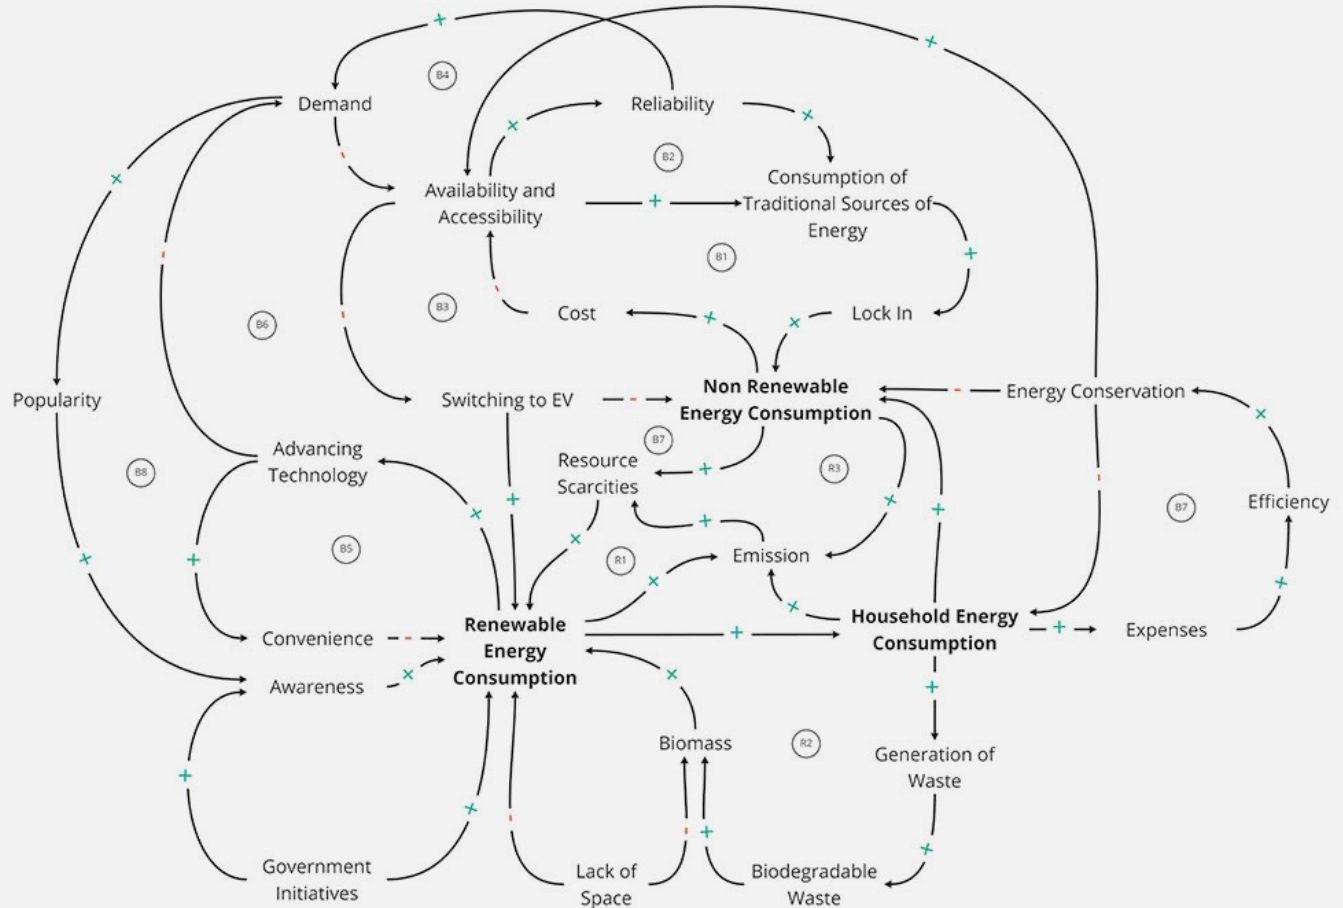 B4
Demand
Reliability
B2
Consumption of
Traditional Sources of
Energy
Availability and
Accessibility
B1
B3
Cost
Lock In
B6
Popularity
Switching to EV
Non Renewable
Energy Consumption
Energy Conservation
B7
Advancing
Technology
Resource
Scarcities
R3
B8
Efficiency
B7
B5
R1
Emission
Convenience
Renewable
Energy
Consumption
Household Energy
Consumption
Expenses
Awareness
Biomass
R2
Generation of
Waste
Government
Initiatives
Lack of
Space
Biodegradable
Waste